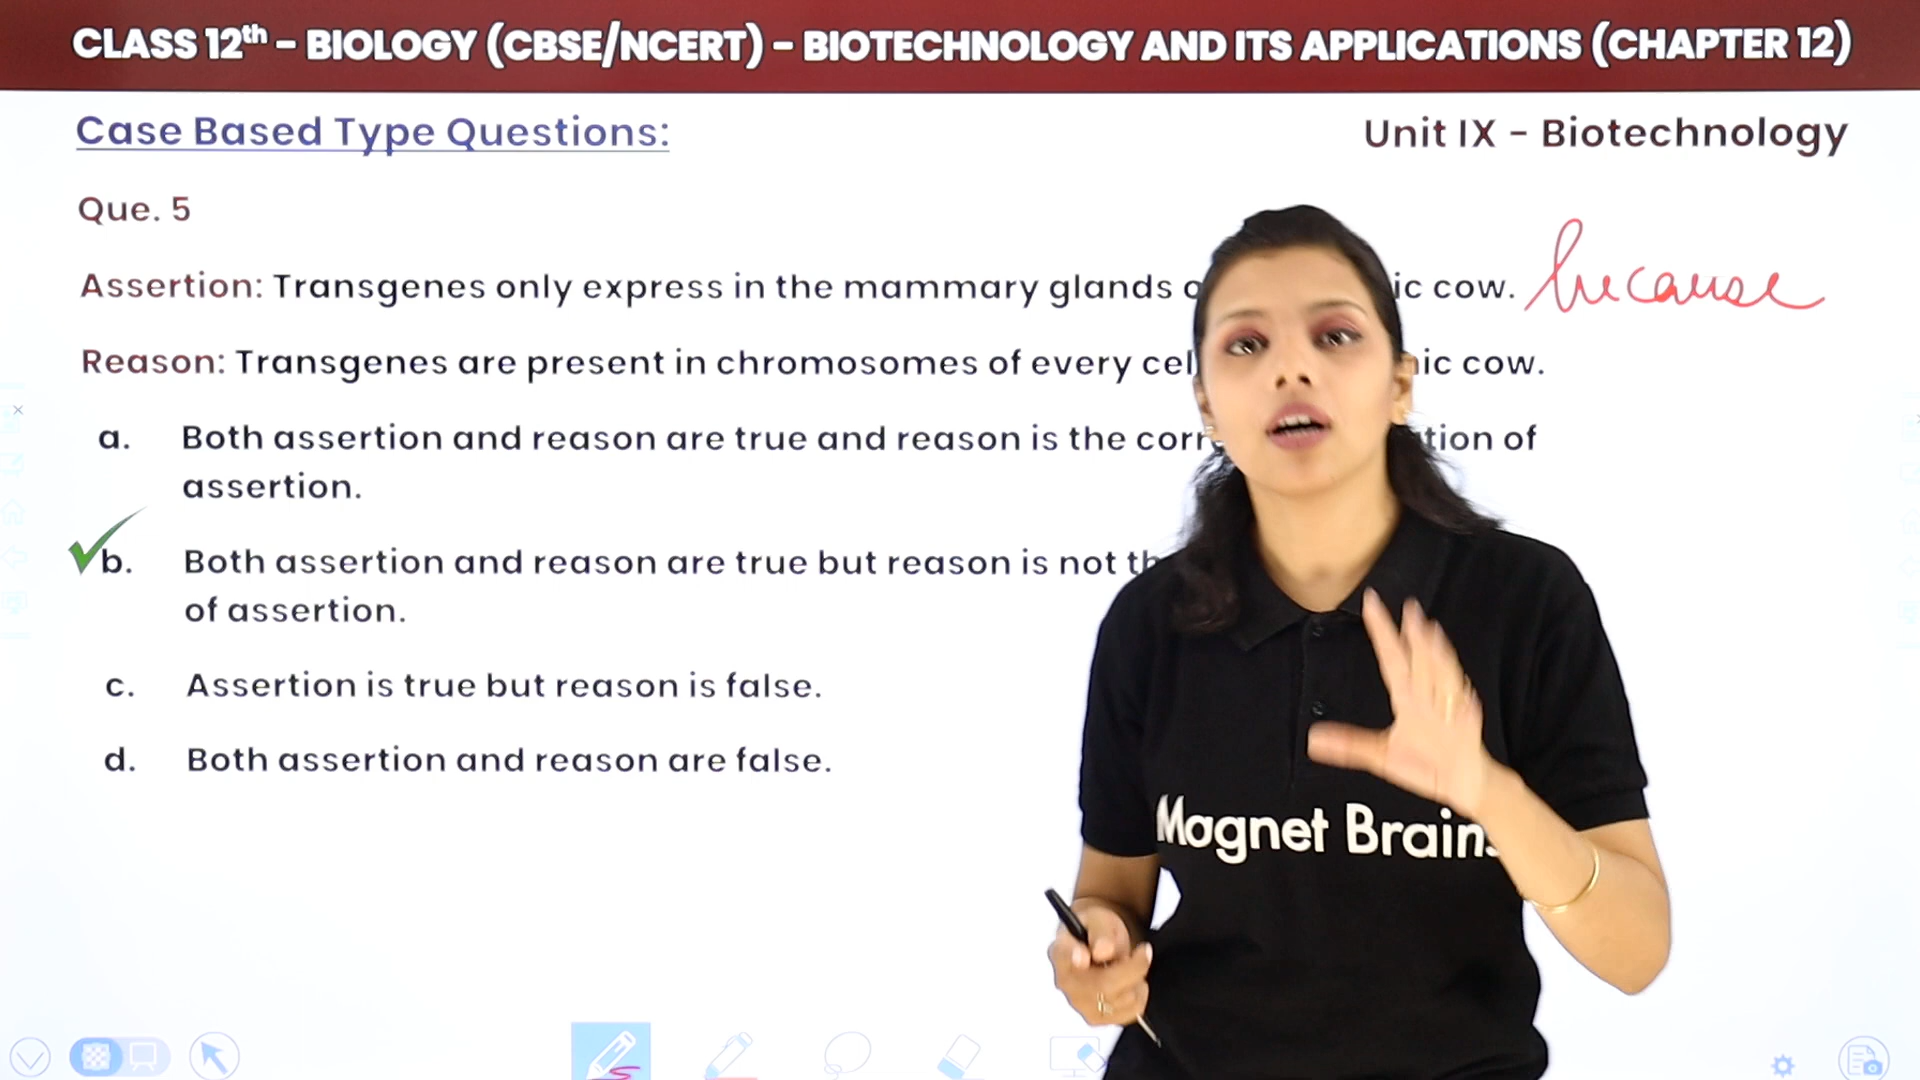 CLASS 12th – BIOLOGY (CBSE/NCERT) – BIOTECHNOLOGY AND ITS APPLICATIONS (CHAPTER 12)
Case Based Type Questions:
Unit IX – Biotechnology
Que. 5
Assertion: Transgenes only express in the mammary glands ic cow. because
Reason: Transgenes are present in chromosomes of every cel ic cow.
a. Both assertion and reason are true and reason is the corr tion of
assertion.
b. Both assertion and reason are true but reason is not th
of assertion.
c. Assertion is true but reason is false.
d. Both assertion and reason are false.
Magnet Brains